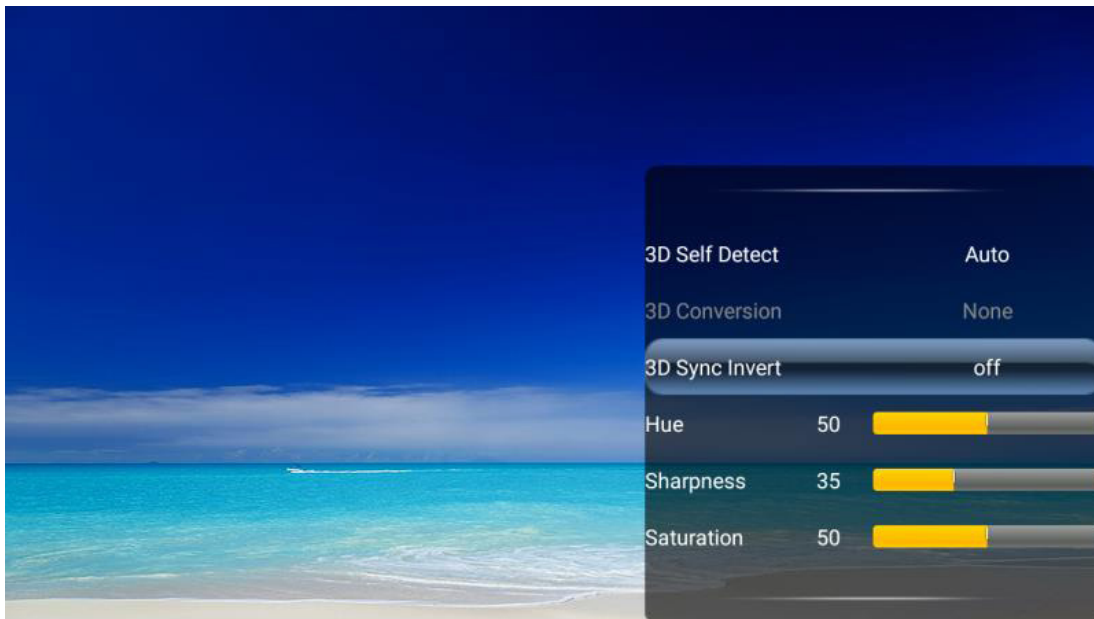 3D Self Detect Auto
3D Conversion None
3D Sync Invert off
Hue 50
Sharpness 35
Saturation 50